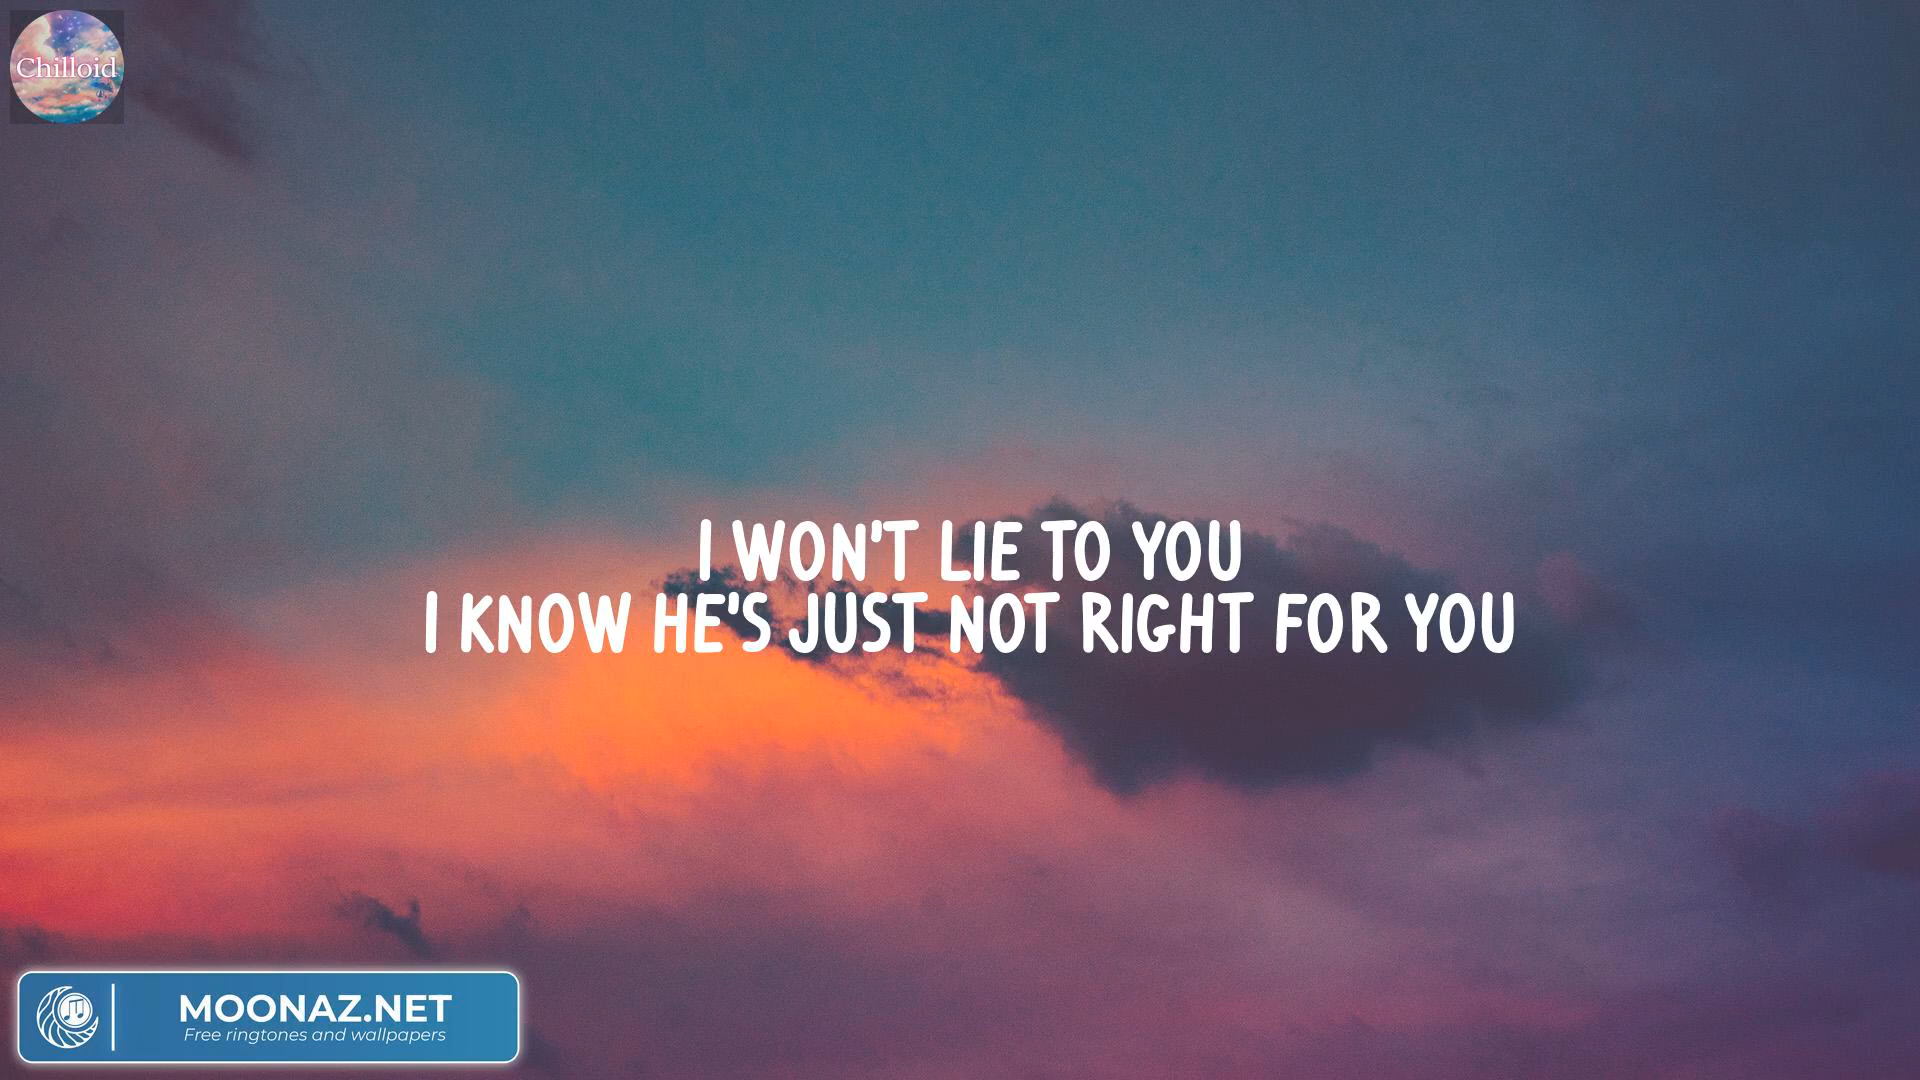 Chilloid
I WON'T LIE TO YOU
I KNOW HE'S JUST NOT RIGHT FOR YOU
MOONAZ.NET
Free ringtones and wallpapers